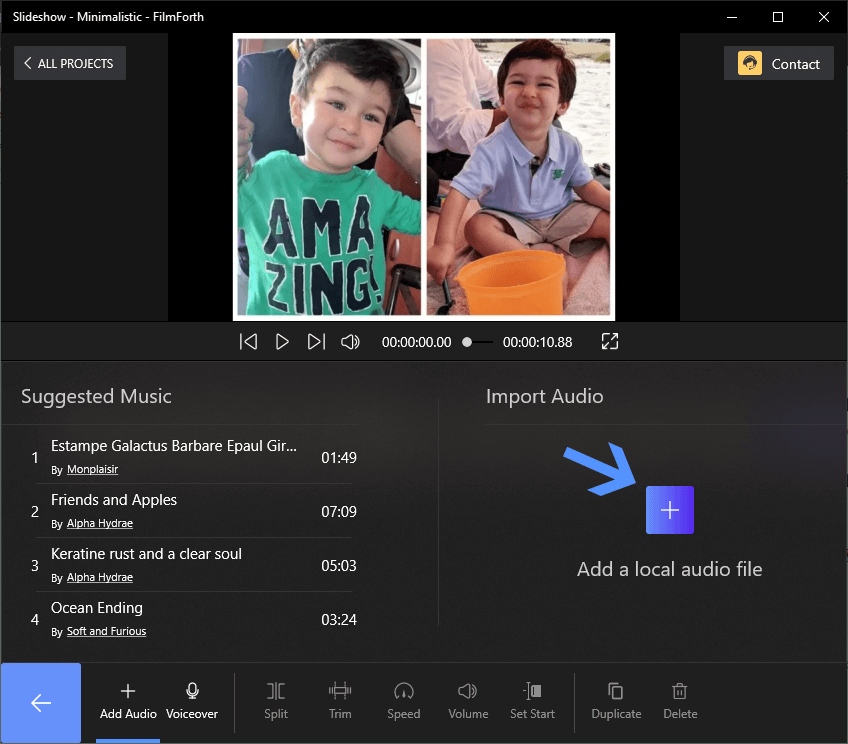 Slideshow - Minimalistic - FilmForth
ALL PROJECTS
Contact
AMA
ZING!
00:00:00.00
00:00:10.88
Suggested Music
Import Audio
1 Estampe Galactus Barbare Epaul Gir... 01:49
By Monplaisir
2 Friends and Apples 07:09
By Alpha Hydrae
3 Keratine rust and a clear soul 05:03
By Alpha Hydrae
4 Ocean Ending 03:24
By Soft and Furious
Add a local audio file
Add Audio
Voiceover
Split
Trim
Speed
Volume
Set Start
Duplicate
Delete